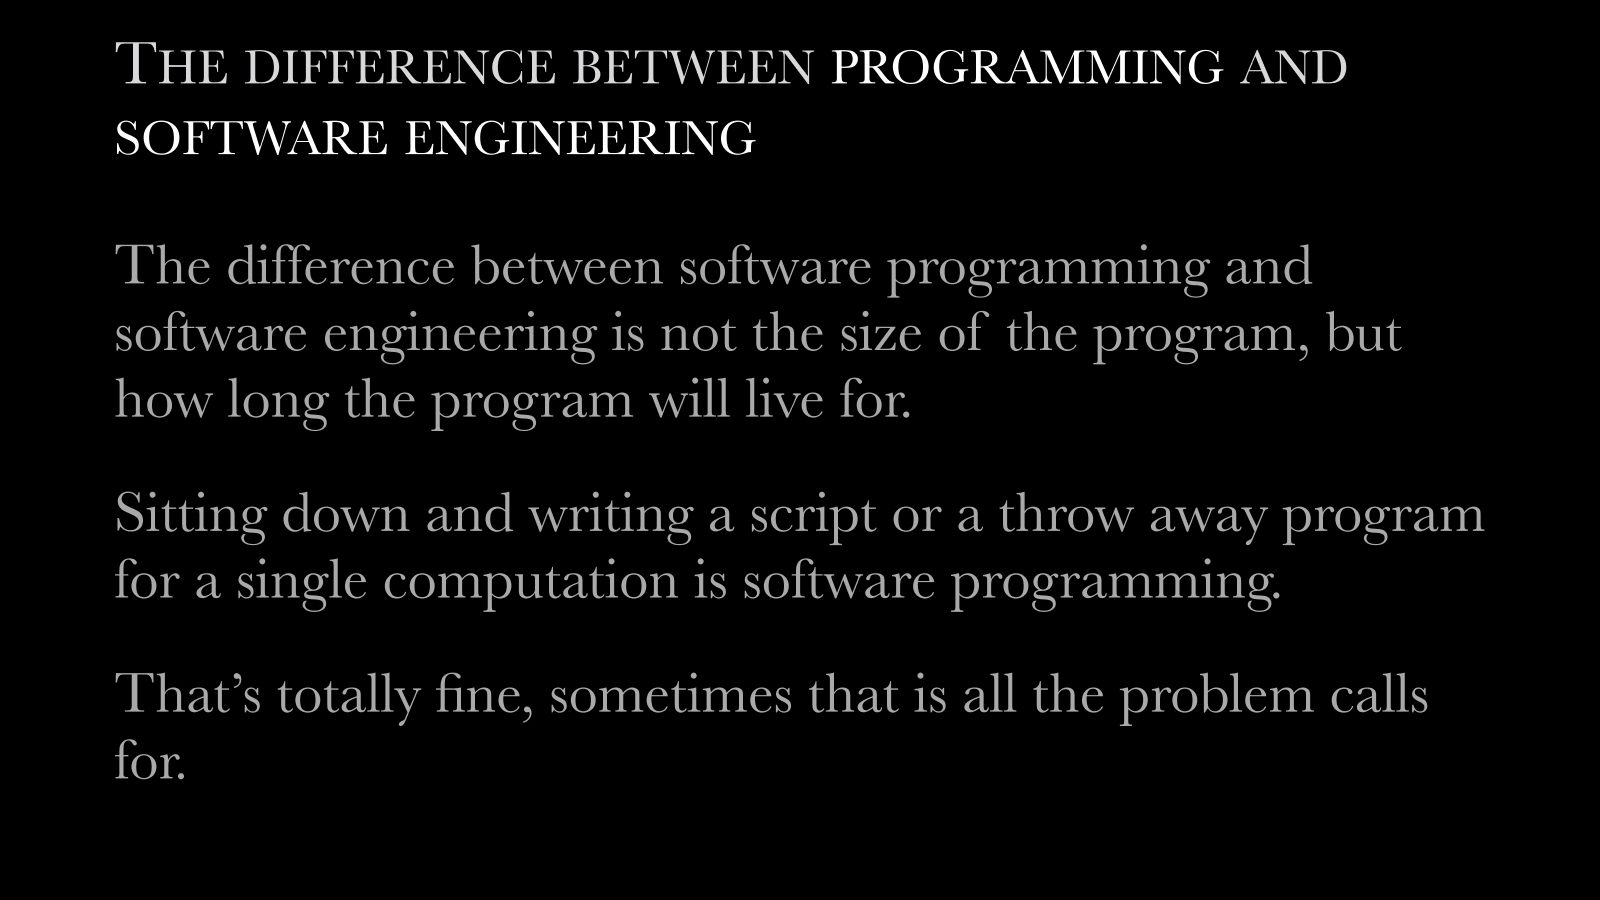 The difference between programming and
software engineering
The difference between software programming and
software engineering is not the size of the program, but
how long the program will live for.
Sitting down and writing a script or a throw away program
for a single computation is software programming.
That’s totally fine, sometimes that is all the problem calls
for.